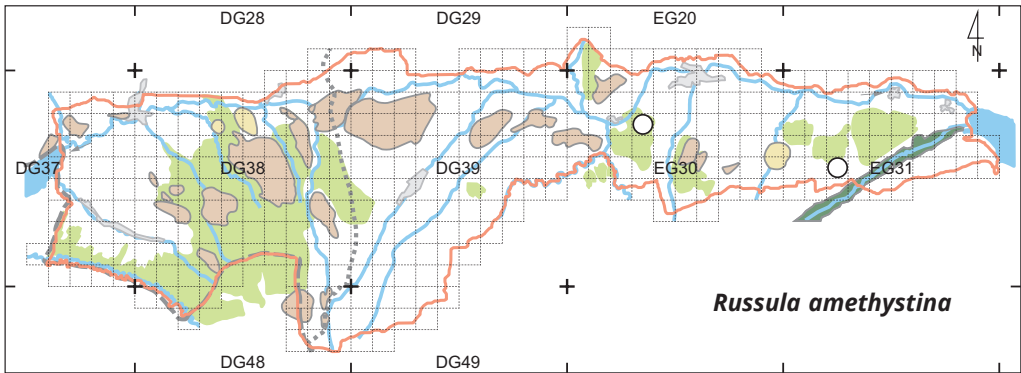 DG28 DG29 EG20
N
DG37 DG38 DG39 EG30 EG31
Russula amethystina
DG48 DG49